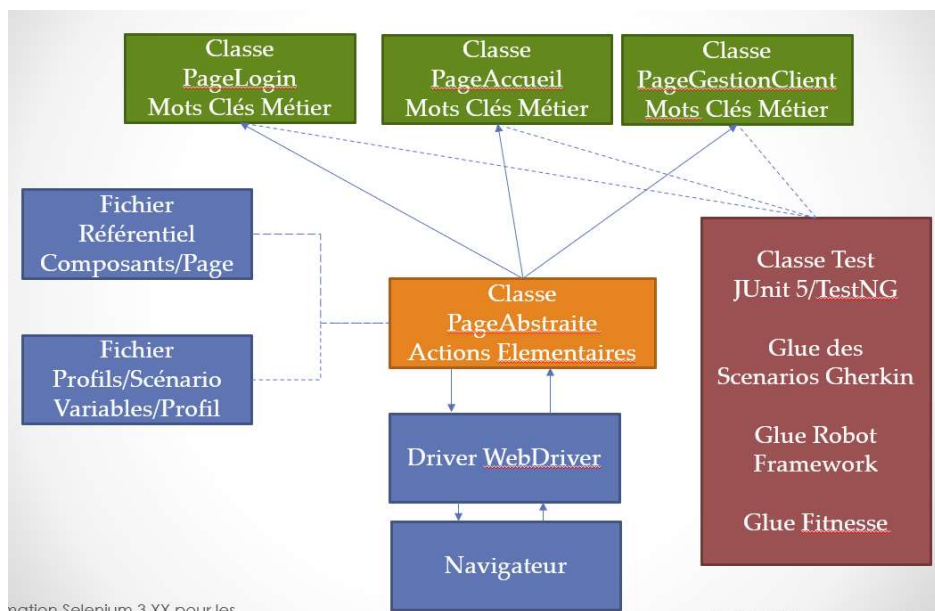 Classe
PageLogin
Mots Clés Métier
Classe
PageAccueil
Mots Clés Métier
Classe
PageGestionClient
Mots Clés Métier
Fichier
Référentiel
Composants/Page
Fichier
Profils/Scénario
Variables/Profil
Classe
PageAbstraite
Actions Elementaires
Driver WebDriver
Navigateur
Classe Test
JUnit 5/TestNG
Glue des
Scenarios Gherkin
Glue Robot
Framework
Glue Fitnesse
mation Selenium 3.XX pour les